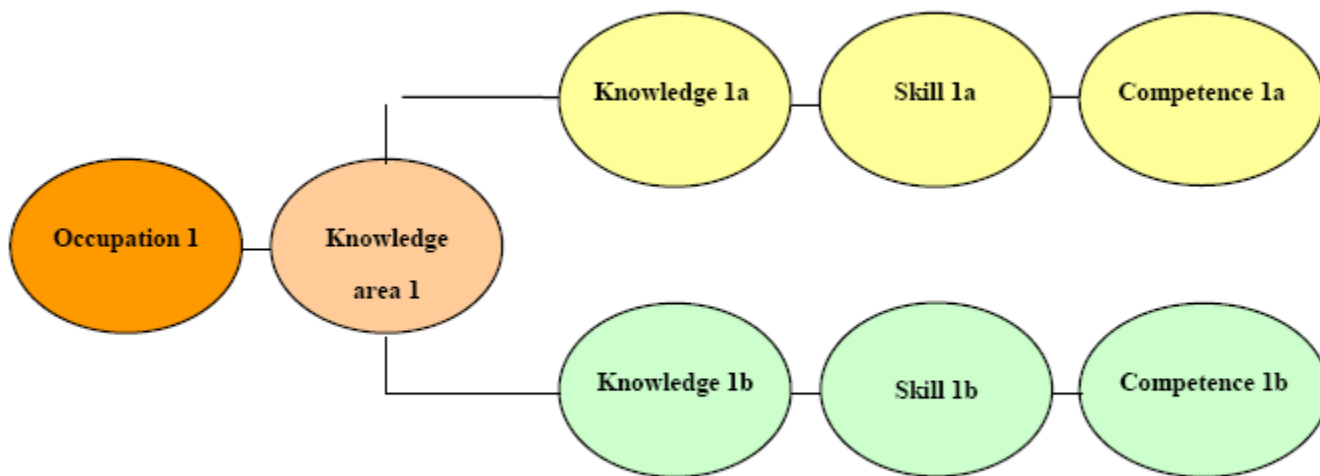 Knowledge 1a
Skill 1a
Competence 1a
Occupation 1
Knowledge
area 1
Knowledge 1b
Skill 1b
Competence 1b